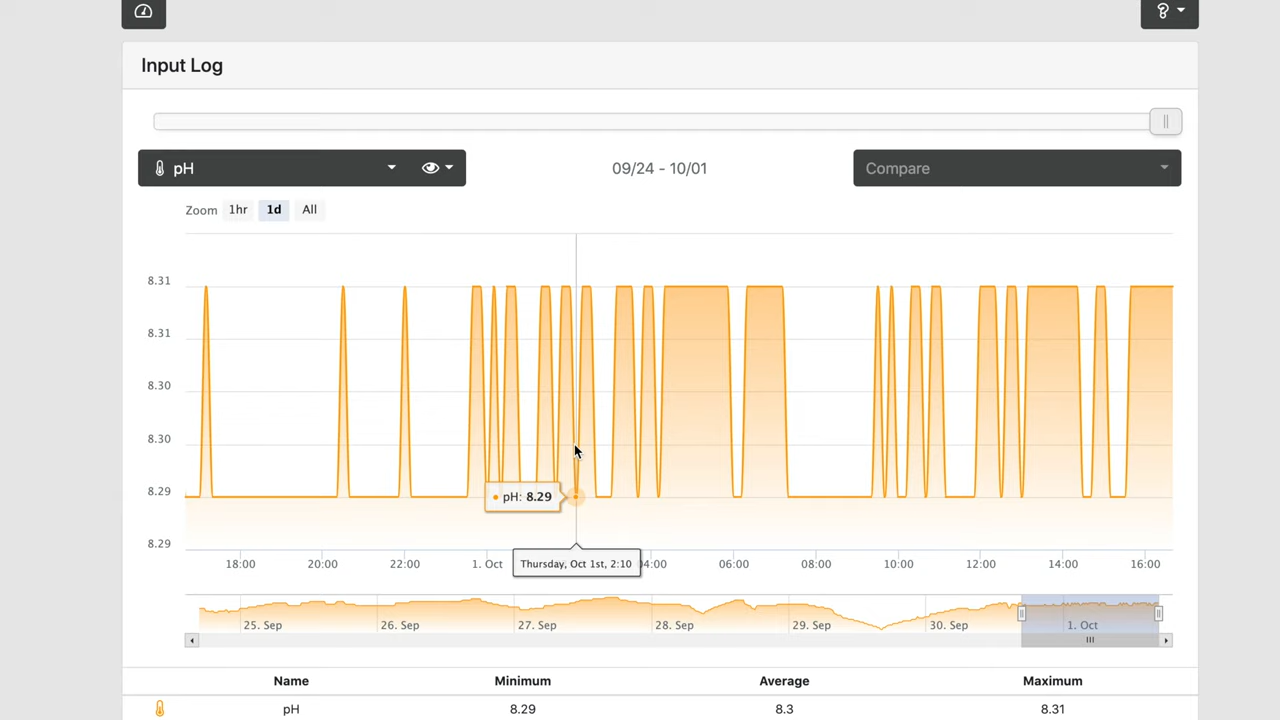 Input Log
pH
09/24 - 10/01
Compare
Zoom 1hr 1d All
8.31
8.31
8.30
8.30
8.29
8.29
pH: 8.29
18:00 20:00 22:00 1. Oct 04:00 06:00 08:00 10:00 12:00 14:00 16:00
Thursday, Oct 1st, 2:10
25. Sep 26. Sep 27. Sep 28. Sep 29. Sep 30. Sep 1. Oct
Name Minimum Average Maximum
pH 8.29 8.3 8.31